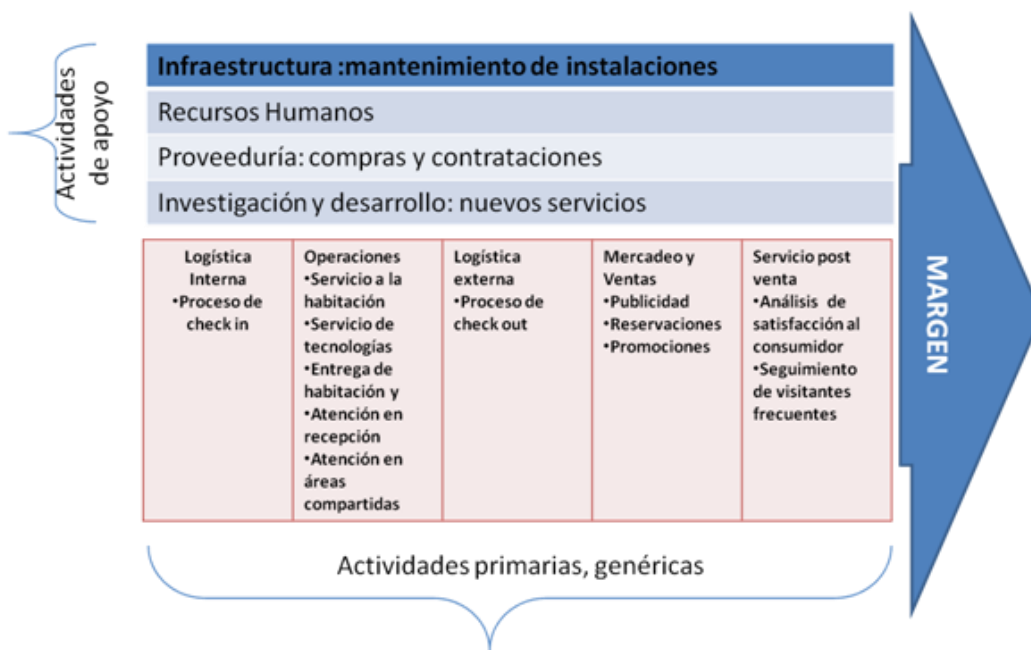 Actividades
de apoyo
Infraestructura :mantenimiento de instalaciones
Recursos Humanos
Proveeduría: compras y contrataciones
Investigación y desarrollo: nuevos servicios
Logística
Interna
•Proceso de
check in
Operaciones
•Servicio a la
habitación
•Servicio de
tecnologías
•Entrega de
habitación y
•Atención en
recepción
•Atención en
áreas
compartidas
Logística
externa
•Proceso de
check out
Mercadeo y
Ventas
•Publicidad
•Reservaciones
•Promociones
Servicio post
venta
•Análisis de
satisfacción al
consumidor
•Seguimiento
de visitantes
frecuentes
MARGEN
Actividades primarias, genéricas